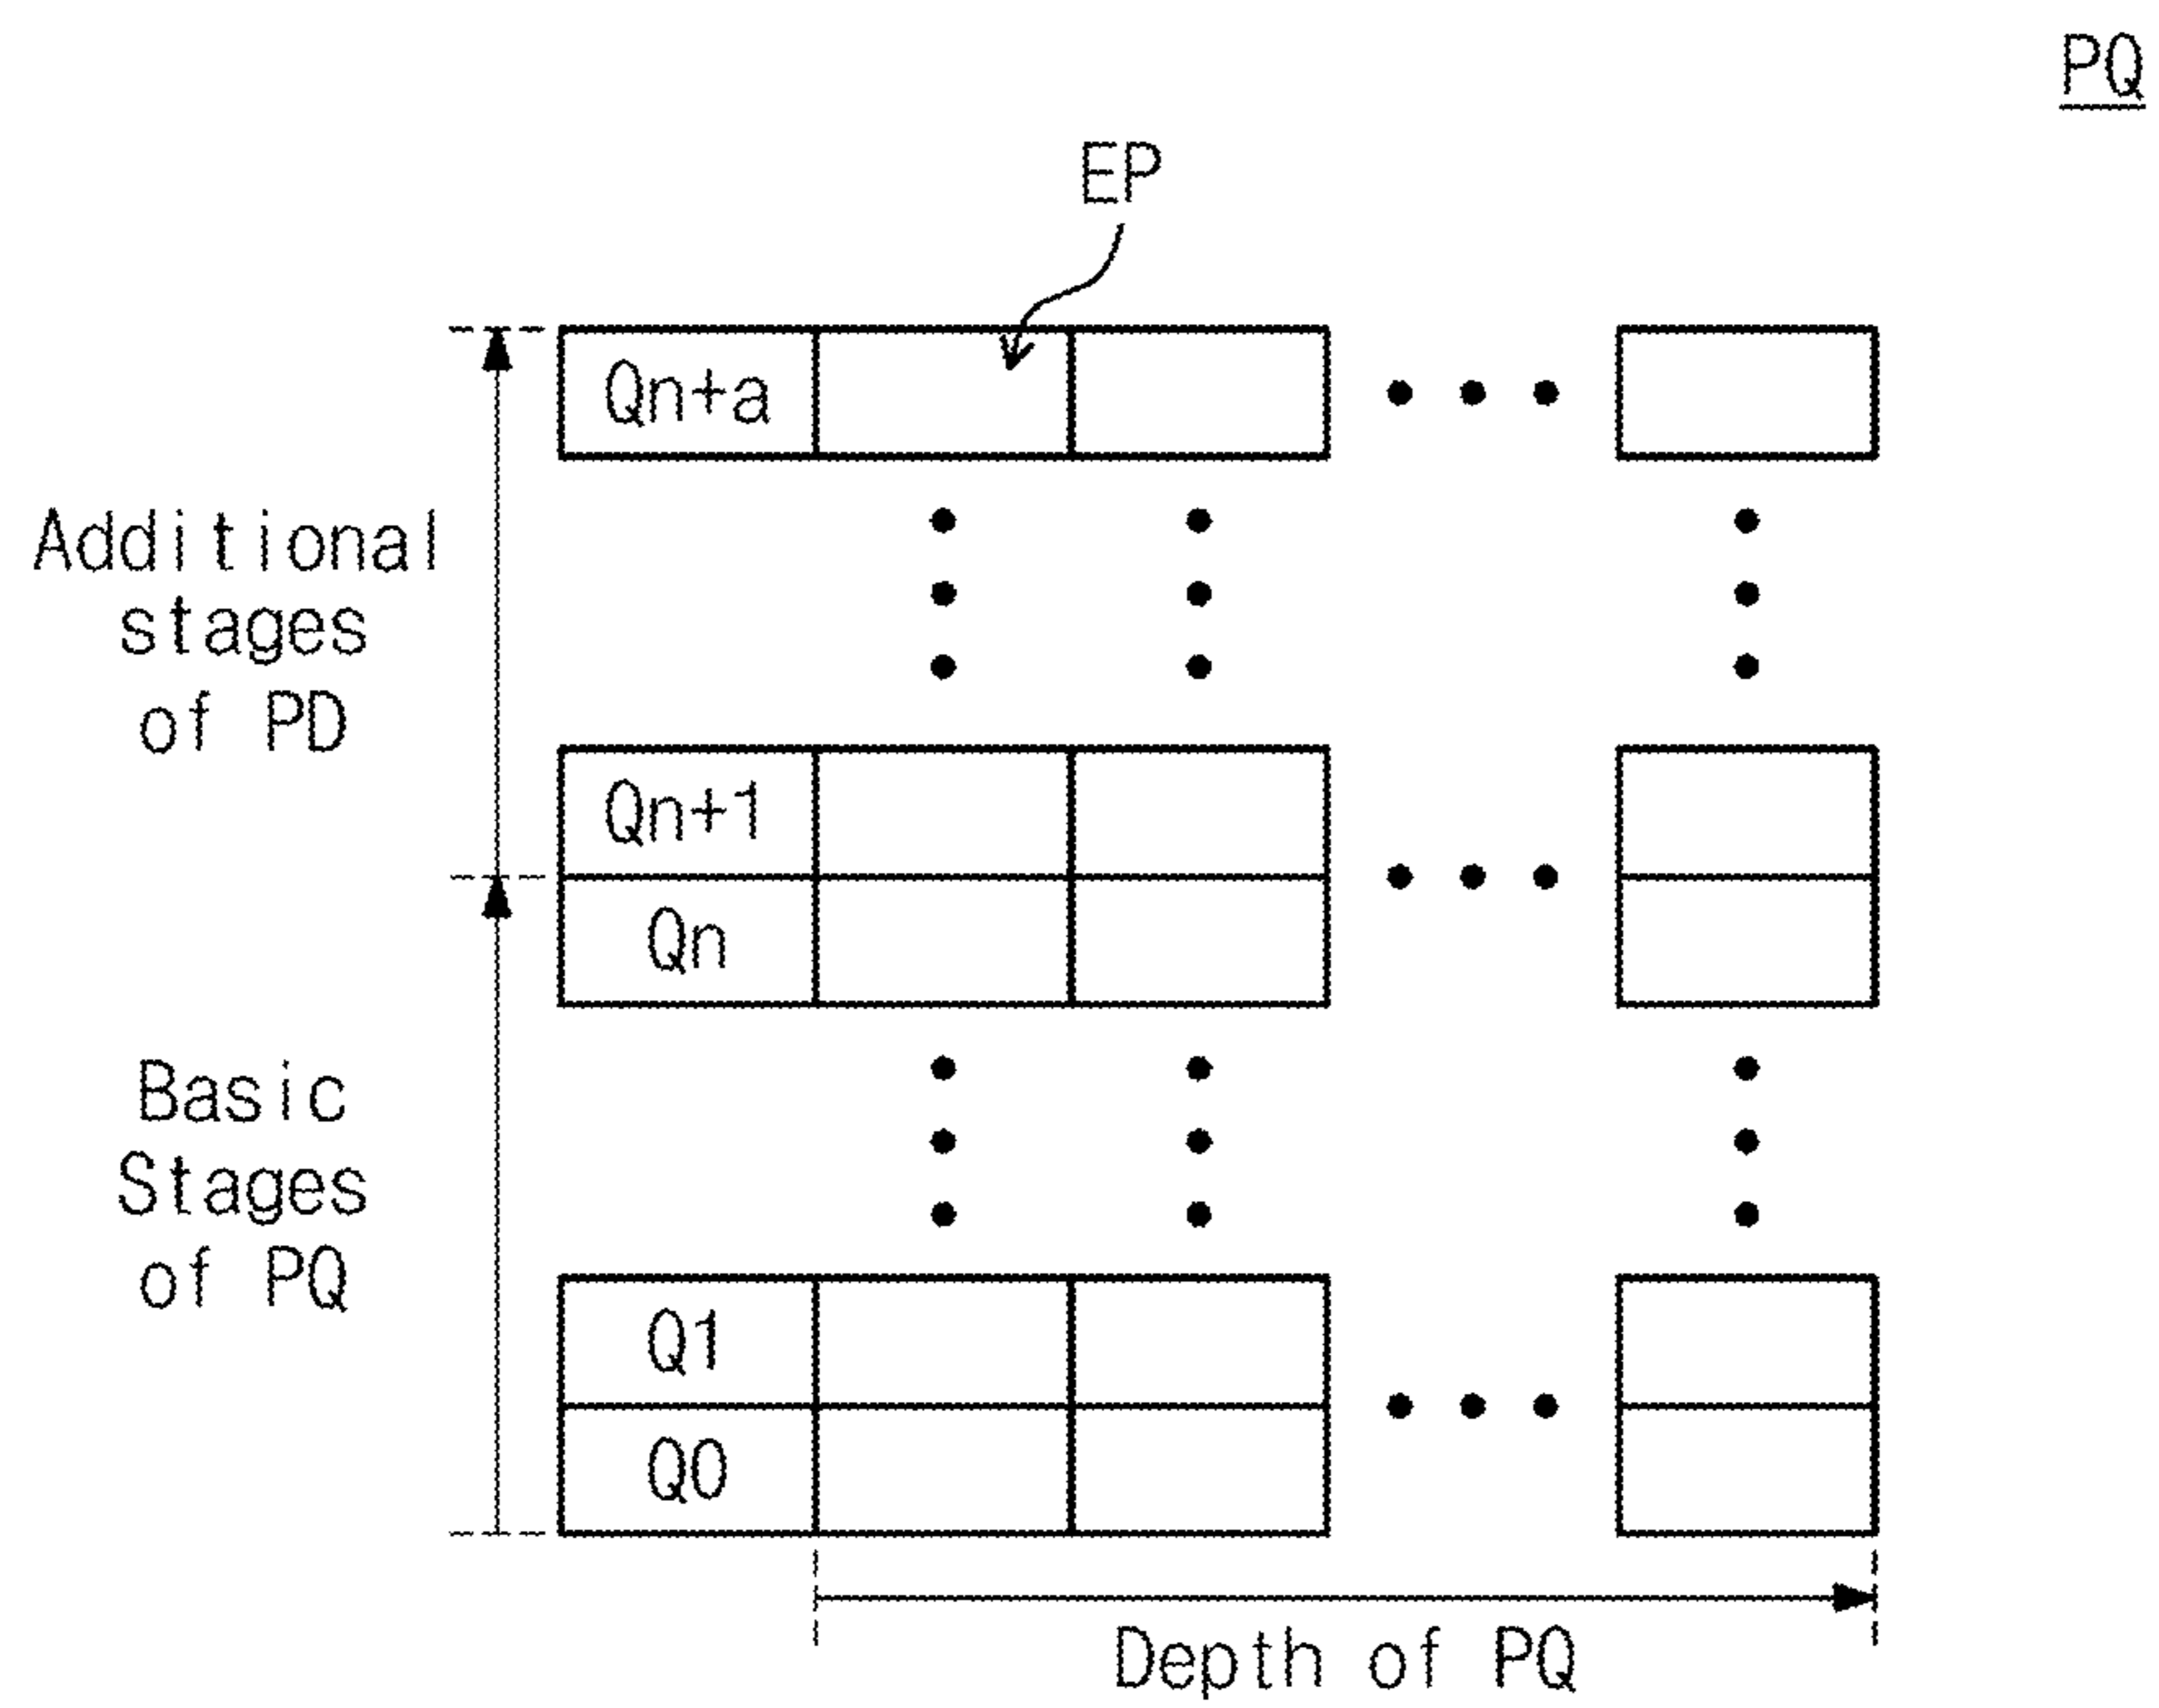 PQ
EP
Qn+a
Additional
stages
of PD
Qn+1
Qn
Basic
Stages
of PQ
Q1
Q0
Depth of PQ